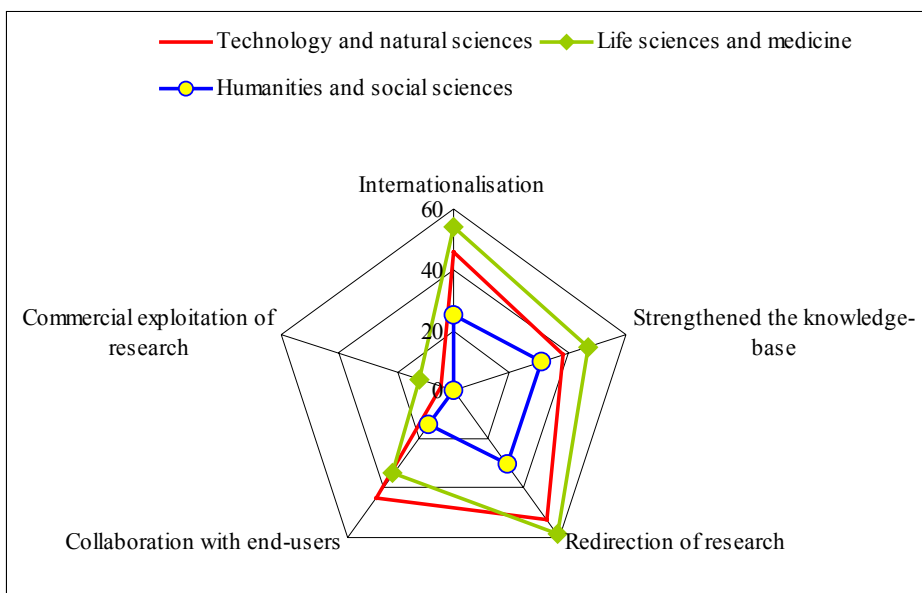 Technology and natural sciences
Life sciences and medicine
Humanities and social sciences
Internationalisation
60
40
20
0
Commercial exploitation of
research
Strengthened the knowledge-
base
Collaboration with end-users
Redirection of research